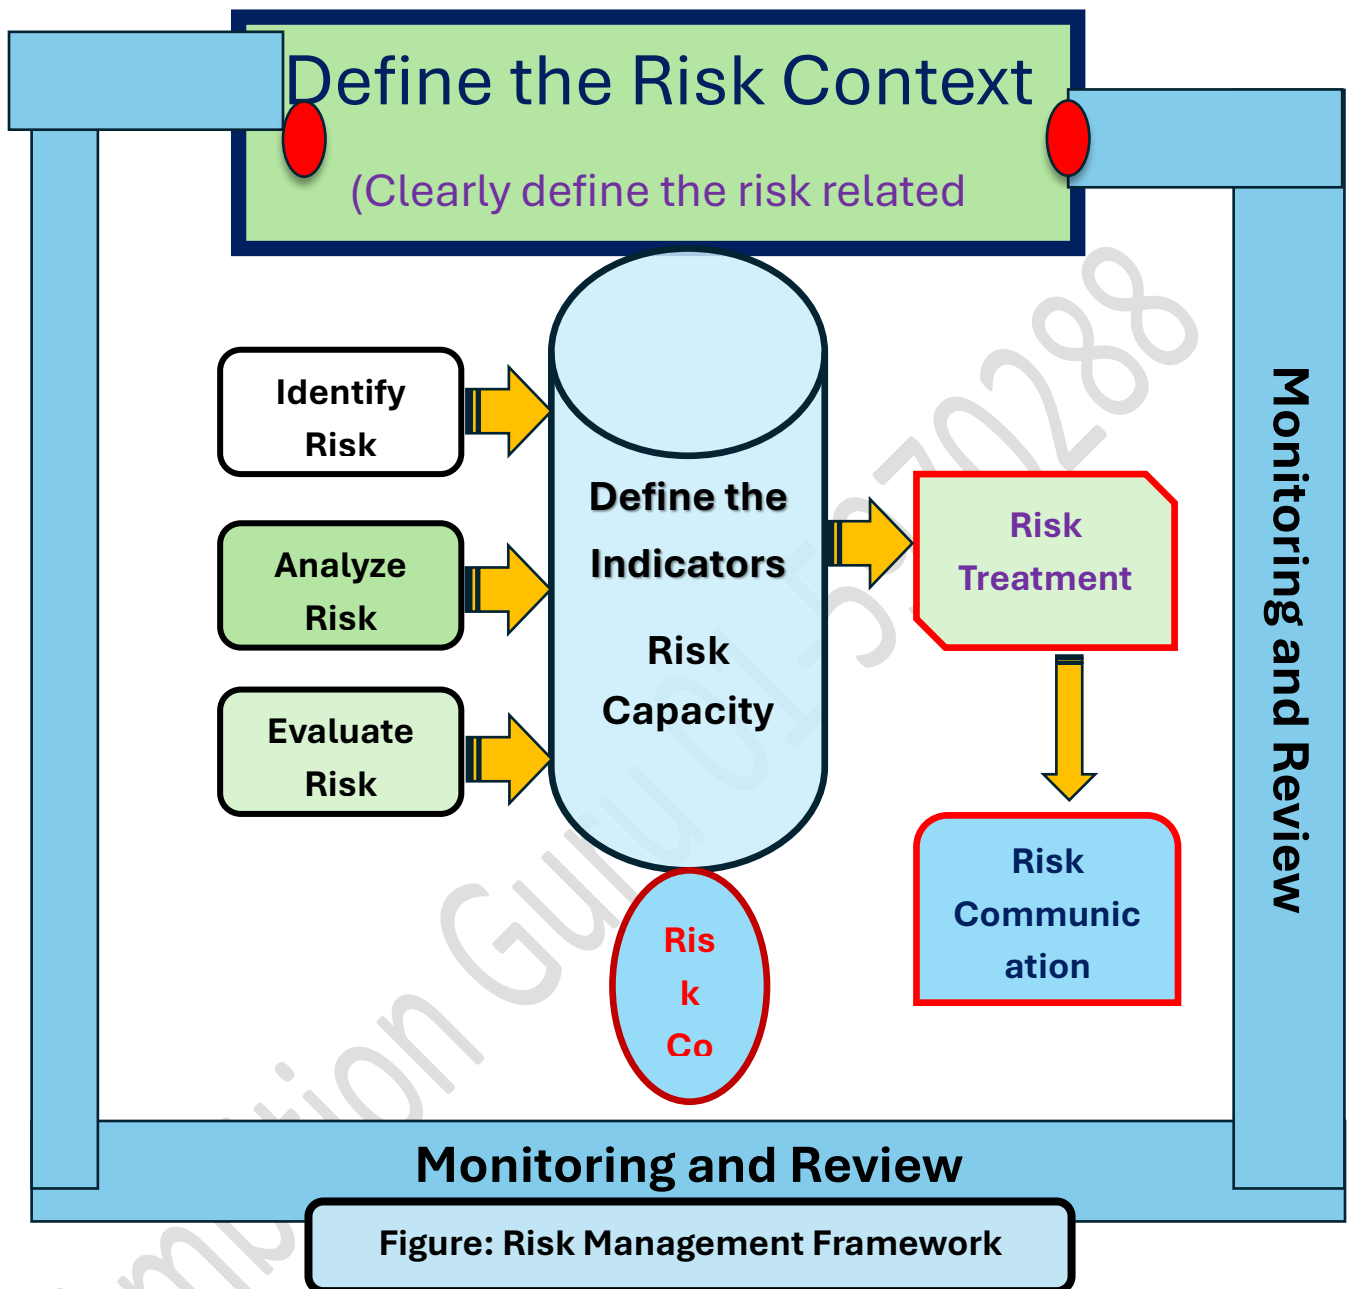 Define the Risk Context
(Clearly define the risk related
Identify
Risk
Analyze
Risk
Evaluate
Risk
Define the
Indicators
Risk
Capacity
Risk
Treatment
Risk
Communic
ation
Ris
k
Co
Monitoring and Review
Monitoring and Review
Figure: Risk Management Framework